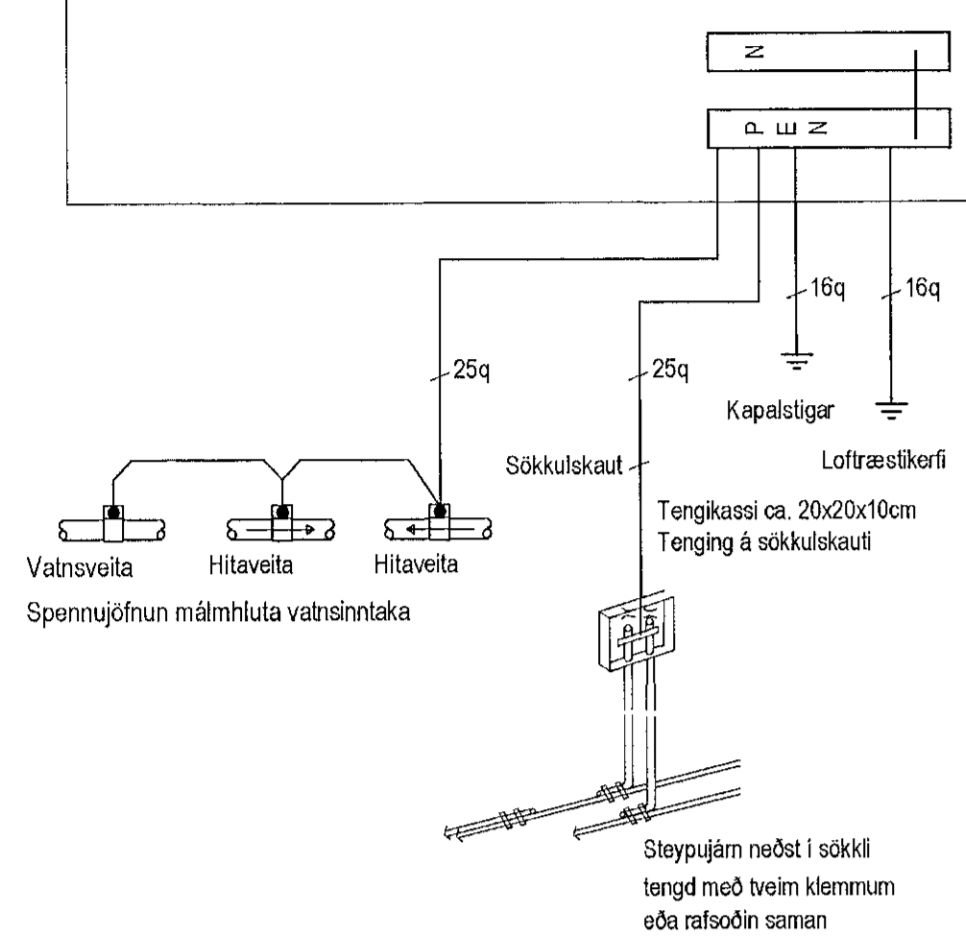 N
PEN
16q
16q
25q
25q
Kapalstigar
Loftræstikerfi
Sökkulskaut
Tengikassi ca. 20x20x10cm
Tenging á sökkulskauti
Vatnsveita
Hitaveita
Hitaveita
Spennujöfnun málmhluta vatnsinntaka
Steypujárn neðst í sökkli
tengd með tveim klemmum
eða rafsoðin saman